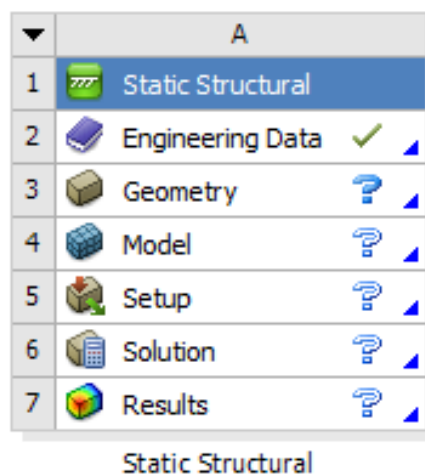 A
1 Static Structural
2 Engineering Data
3 Geometry
4 Model
5 Setup
6 Solution
7 Results
Static Structural